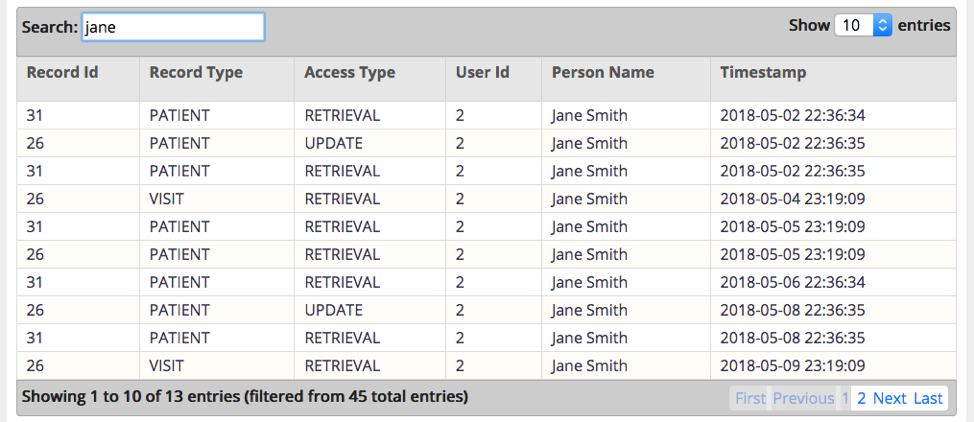 Search: jane Show 10 entries
Record Id Record Type Access Type User Id Person Name Timestamp
31 PATIENT RETRIEVAL 2 Jane Smith 2018-05-02 22:36:34
26 PATIENT UPDATE 2 Jane Smith 2018-05-02 22:36:35
31 PATIENT RETRIEVAL 2 Jane Smith 2018-05-02 22:36:35
26 VISIT RETRIEVAL 2 Jane Smith 2018-05-04 23:19:09
31 PATIENT RETRIEVAL 2 Jane Smith 2018-05-05 23:19:09
26 PATIENT RETRIEVAL 2 Jane Smith 2018-05-05 23:19:09
31 PATIENT RETRIEVAL 2 Jane Smith 2018-05-06 22:36:34
26 PATIENT UPDATE 2 Jane Smith 2018-05-08 22:36:35
31 PATIENT RETRIEVAL 2 Jane Smith 2018-05-08 22:36:35
26 VISIT RETRIEVAL 2 Jane Smith 2018-05-09 23:19:09
Showing 1 to 10 of 13 entries (filtered from 45 total entries) First Previous 1 2 Next Last